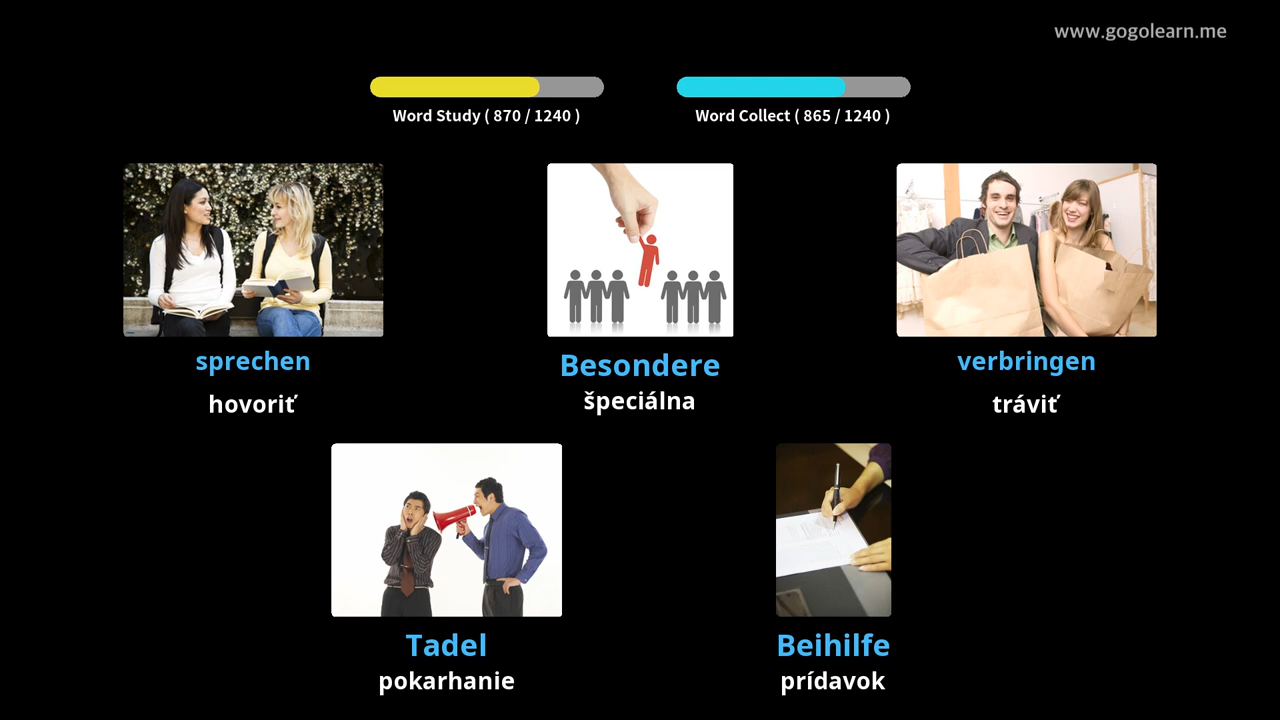 www.gogolearn.me
Word Study ( 870 / 1240 )
Word Collect ( 865 / 1240 )
sprechen
hovoriť
Besondere
špeciálna
verbringen
tráviť
Tadel
pokarhanie
Beihilfe
prídavok